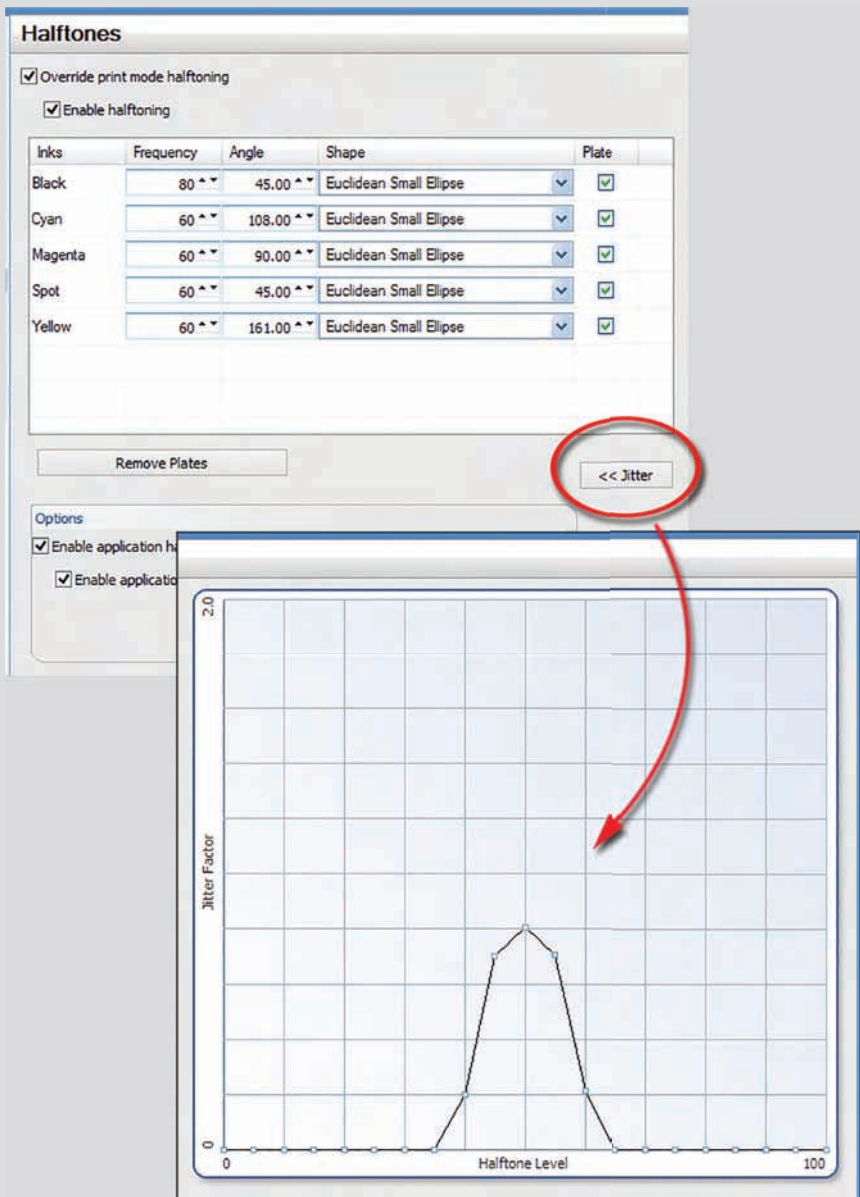 Halftones
Override print mode halftoning
Enable halftoning
Inks Frequency Angle Shape Plate
Black 80 45.00 Euclidean Small Ellipse
Cyan 60 108.00 Euclidean Small Ellipse
Magenta 60 90.00 Euclidean Small Ellipse
Spot 60 45.00 Euclidean Small Ellipse
Yellow 60 161.00 Euclidean Small Ellipse
Remove Plates
<< Jitter
Options
Enable application ha
Enable applicatio
2.0
Jitter Factor
0
0 Halftone Level 100